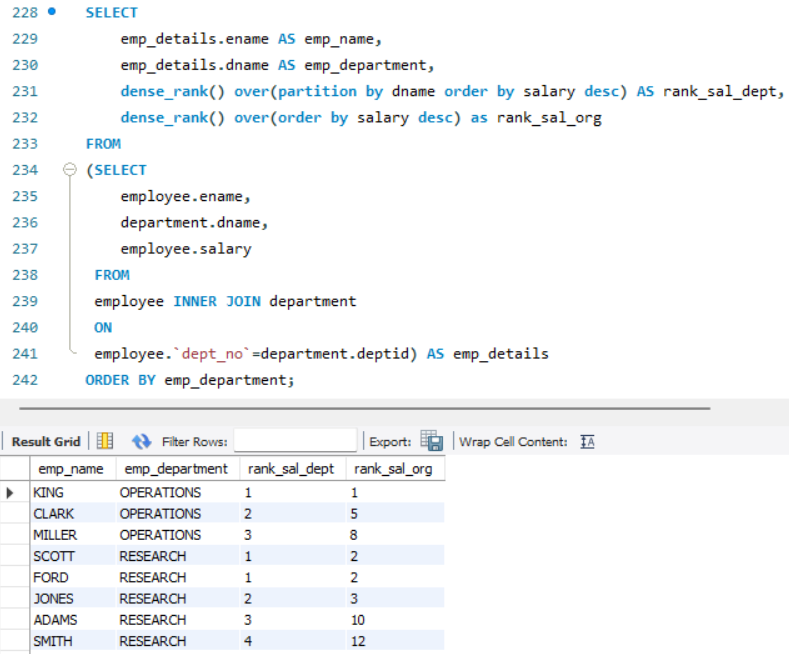 228 SELECT
229 emp_details.ename AS emp_name,
230 emp_details.dname AS emp_department,
231 dense_rank() over(partition by dname order by salary desc) AS rank_sal_dept,
232 dense_rank() over(order by salary desc) as rank_sal_org
233 FROM
234 (SELECT
235 employee.ename,
236 department.dname,
237 employee.salary
238 FROM
239 employee INNER JOIN department
240 ON
241 employee.`dept_no`=department.deptid) AS emp_details
242 ORDER BY emp_department;
Result Grid Filter Rows: Export: Wrap Cell Content: IA
emp_name emp_department rank_sal_dept rank_sal_org
KING OPERATIONS 1 1
CLARK OPERATIONS 2 5
MILLER OPERATIONS 3 8
SCOTT RESEARCH 1 2
FORD RESEARCH 1 2
JONES RESEARCH 2 3
ADAMS RESEARCH 3 10
SMITH RESEARCH 4 12